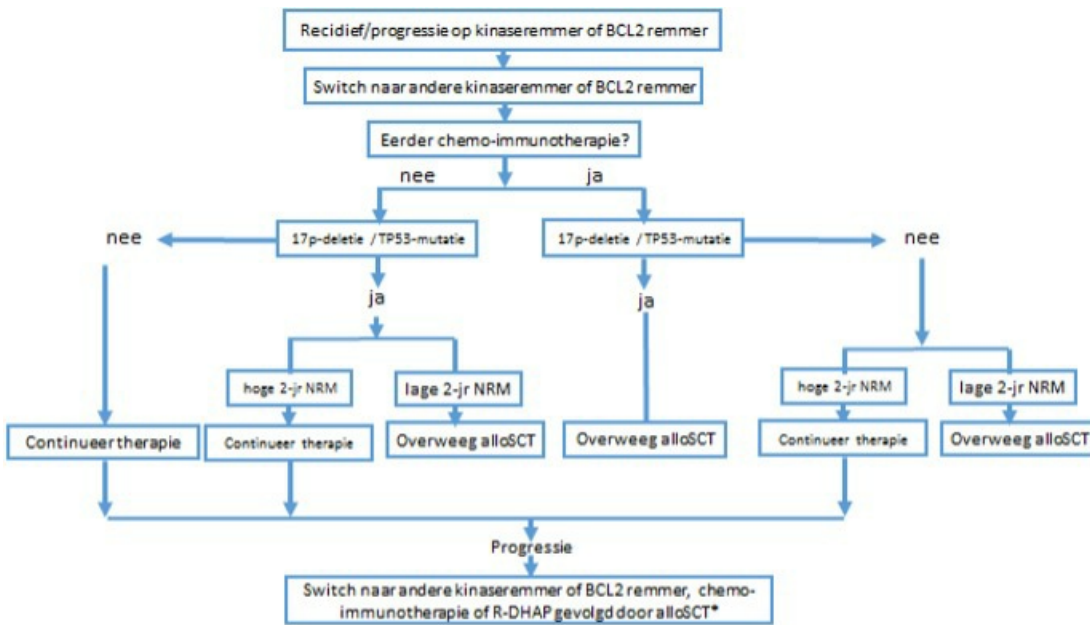 Recidief/progressie op kinaseremmer of BCL2 remmer
Switch naar andere kinaseremmer of BCL2 remmer
Eerder chemo-immunotherapie?
nee
ja
nee
17p-deletie / TP53-mutatie
17p-deletie / TP53-mutatie
nee
ja
ja
hoge 2-jr NRM
lage 2-jr NRM
hoge 2-jr NRM
lage 2-jr NRM
Continueer therapie
Continueer therapie
Overweeg alloSCT
Overweeg alloSCT
Continueer therapie
Overweeg alloSCT
Progressie
Switch naar andere kinaseremmer of BCL2 remmer, chemo-
immunotherapie of R-DHAP gevolgd door alloSCT*